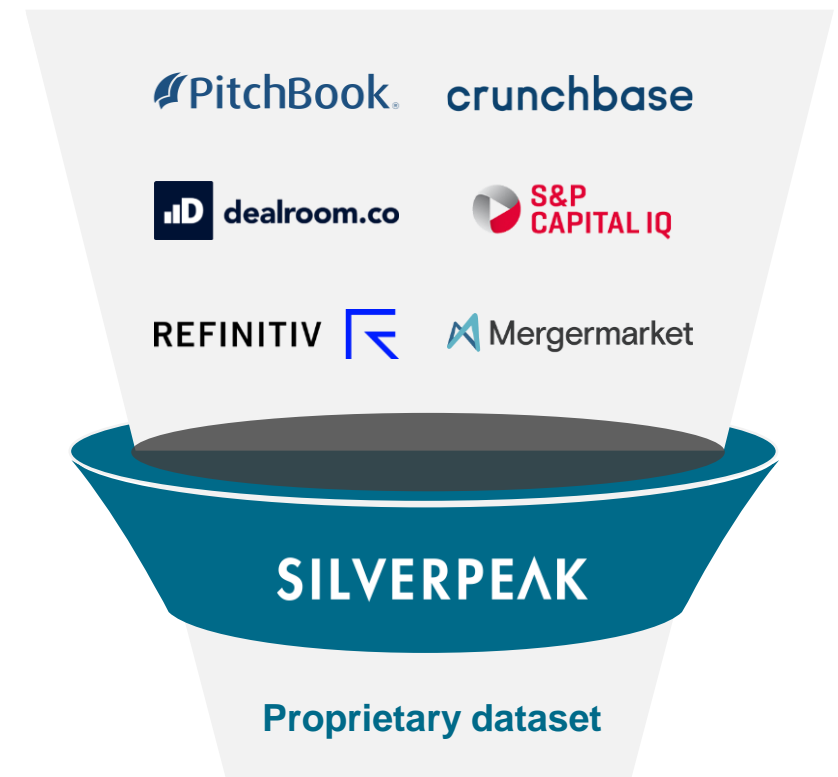 PitchBook®
crunchbase
D dealroom.co
S&P
CAPITAL IQ
REFINITIV
Mergermarket
SILVERPEAK
Proprietary dataset